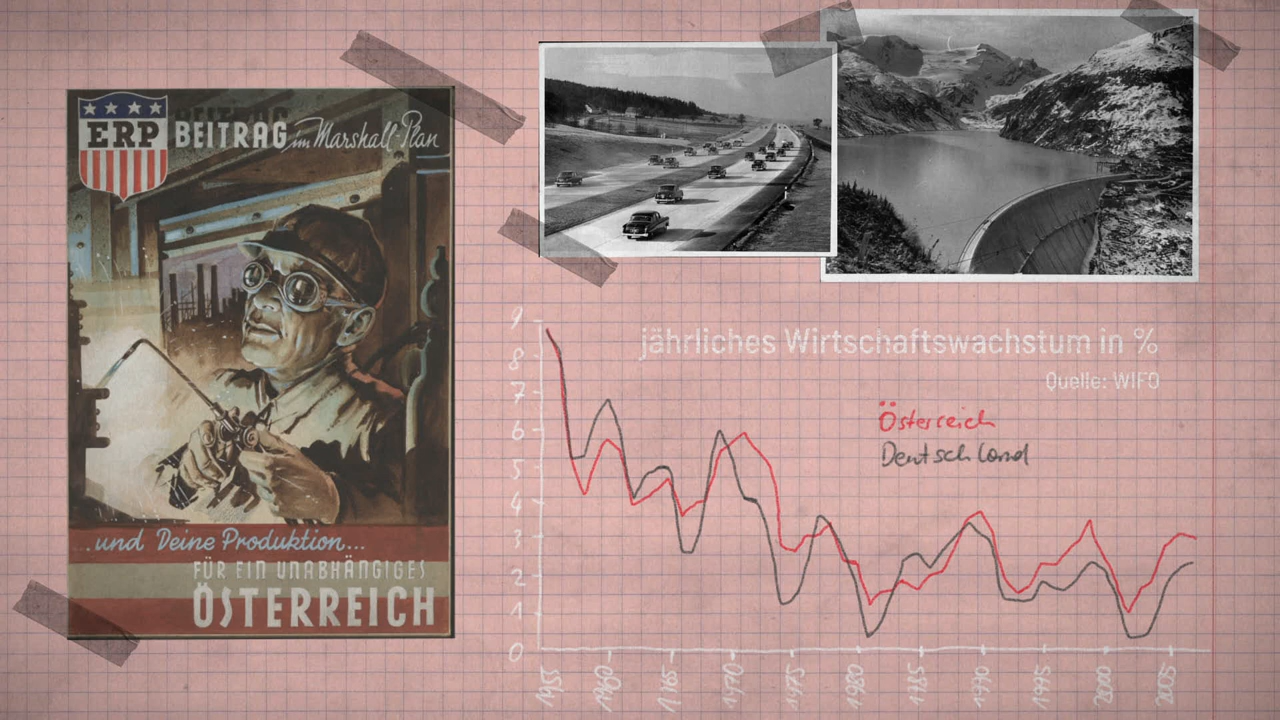 ERP
BEITRAG im Marshall-Plan
...und Deine Produktion...
FÜR EIN UNABHÄNGIGES
ÖSTERREICH
jährliches Wirtschaftswachstum in %
Quelle: WIFO
Österreich
Deutschland
9
8
7
6
5
4
3
2
1
0
1955 1960 1965 1970 1975 1980 1985 1990 1995 2000 2005